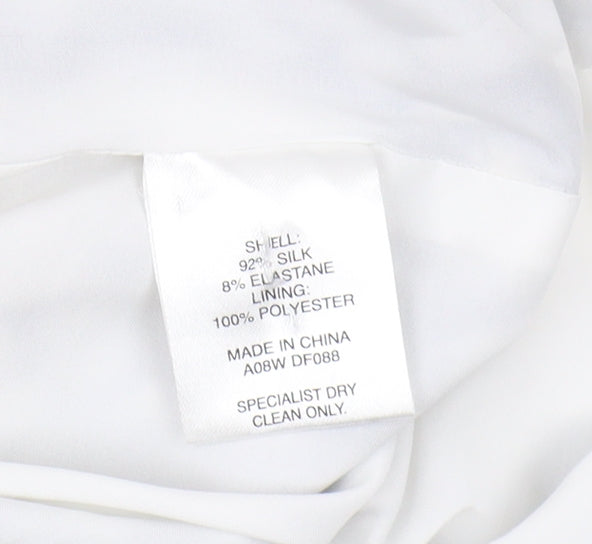 SHELL:
92% SILK
8% ELASTANE
LINING:
100% POLYESTER
MADE IN CHINA
A08W DF088
SPECIALIST DRY
CLEAN ONLY.